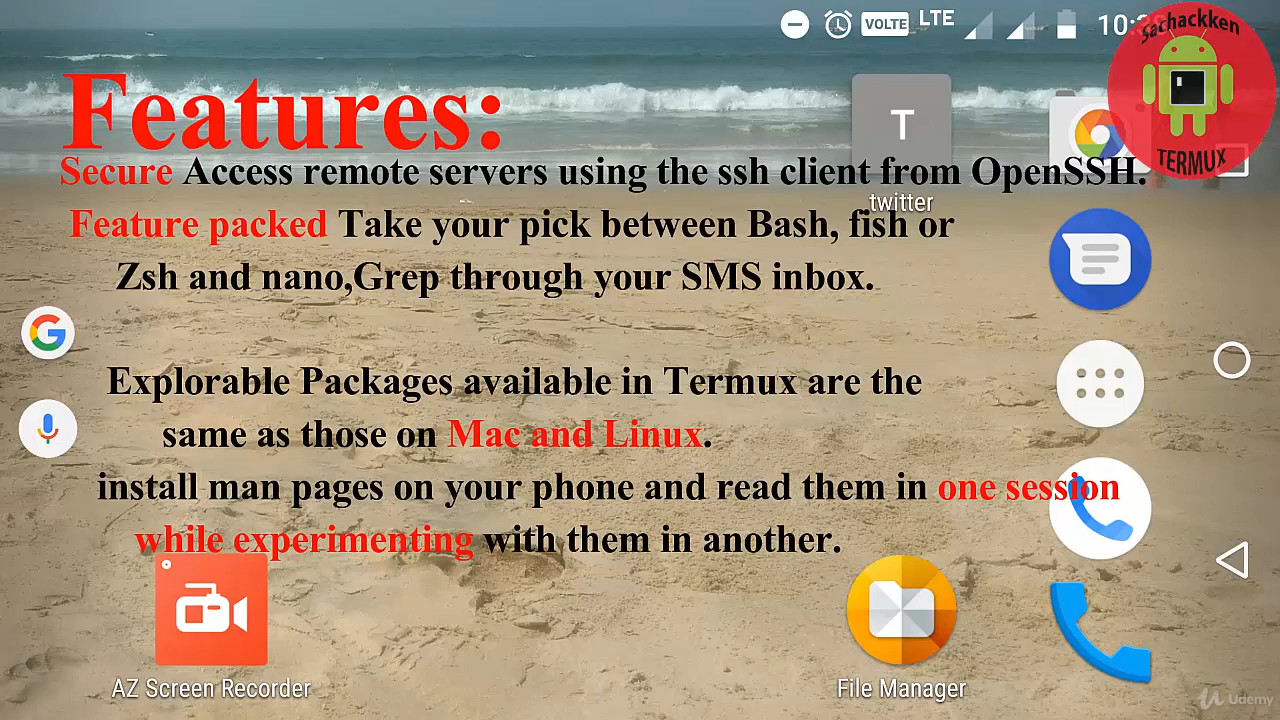 VOLTE LTE 10:
Sachackken
TERMUX
Features:
T
twitter
Secure Access remote servers using the ssh client from OpenSSH.
Feature packed Take your pick between Bash, fish or
Zsh and nano,Grep through your SMS inbox.
Explorable Packages available in Termux are the
same as those on Mac and Linux.
install man pages on your phone and read them in one session
while experimenting with them in another.
AZ Screen Recorder
File Manager
Udemy